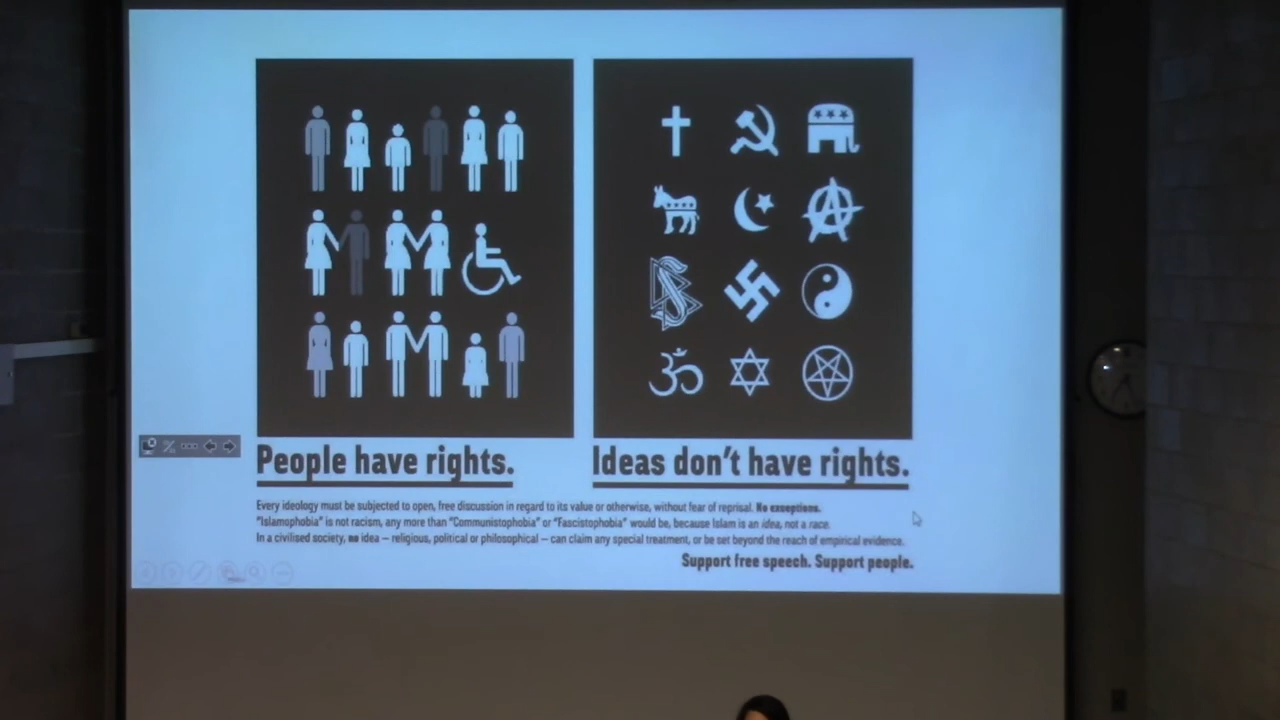 People have rights.
Ideas don't have rights.
Every ideology must be subjected to open, free discussion in regard to its value or otherwise, without fear of reprisal. No exceptions.
"Islamophobia" is not racism, any more than "Communistophobia" or "Fascistophobia" would be, because Islam is an idea, not a race.
In a civilised society, no idea – religious, political or philosophical – can claim any special treatment, or be set beyond the reach of empirical evidence.
Support free speech. Support people.